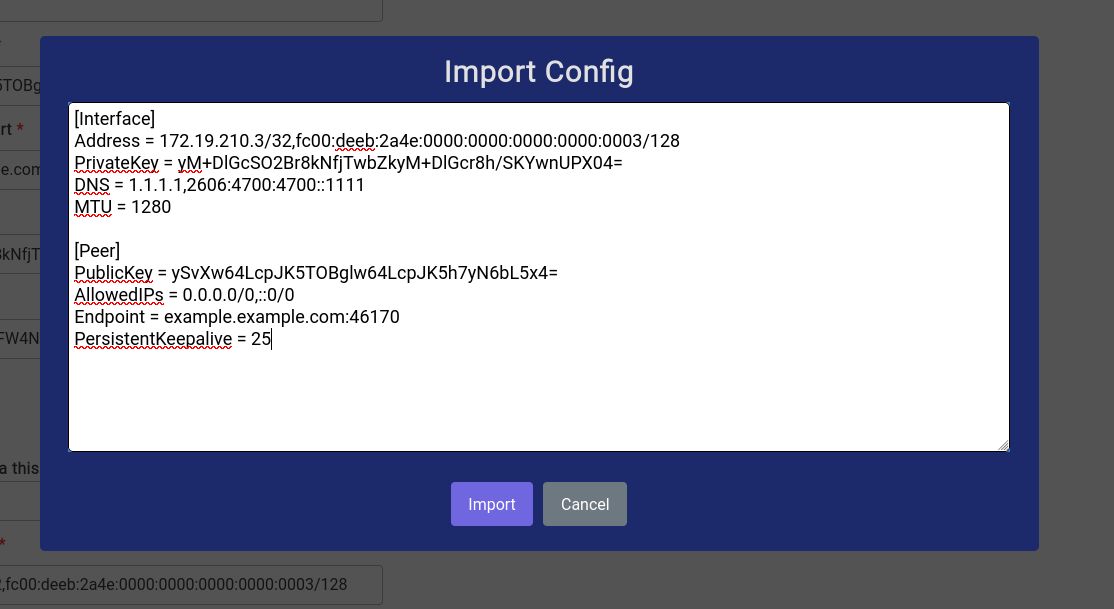 5TOBg
rt *
e.com
kNfjT
FW4N
a this
*
Import Config
[Interface]
Address = 172.19.210.3/32,fc00:deeb:2a4e:0000:0000:0000:0000:0003/128
PrivateKey = yM+DlGcSO2Br8kNfjTwbZkyM+DlGcr8h/SKYwnUPX04=
DNS = 1.1.1.1,2606:4700:4700::1111
MTU = 1280
[Peer]
PublicKey = ySvXw64LcpJK5TOBglw64LcpJK5h7yN6bL5x4=
AllowedIPs = 0.0.0.0/0,::0/0
Endpoint = example.example.com:46170
PersistentKeepalive = 25
Import
Cancel
,fc00:deeb:2a4e:0000:0000:0000:0000:0003/128